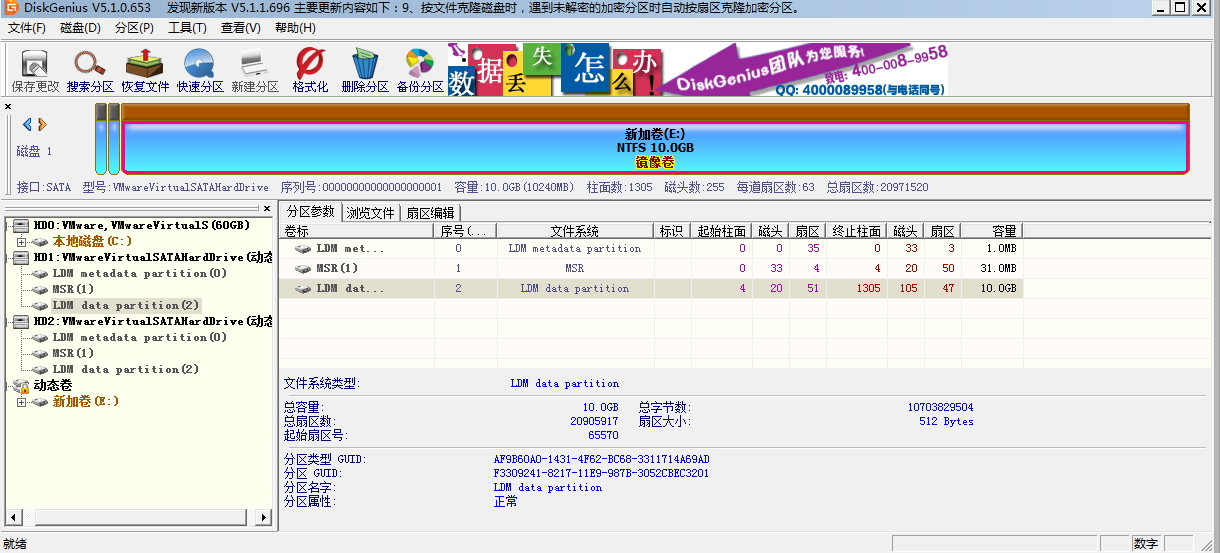 DiskGenius V5.1.0.653 发现新版本 V5.1.1.696 主要更新内容如下：9、按文件克隆磁盘时，遇到未解密的加密分区时自动按扇区克隆加密分区。
文件(F) 磁盘(D) 分区(P) 工具(T) 查看(V) 帮助(H)
保存更改 搜索分区 恢复文件 快速分区 新建分区 格式化 删除分区 备份分区
数据丢失怎么办!
DiskGenius团队为您服务!
致电: 400-008-9958
QQ: 4000089958(与电话同号)
磁盘 1
新加卷(E:)
NTFS 10.0GB
镜像卷
接口:SATA 型号:VMwareVirtualSATAHardDrive 序列号:00000000000000000001 容量:10.0GB(10240MB) 柱面数:1305 磁头数:255 每道扇区数:63 总扇区数:20971520
HD0:VMware,VMwareVirtualS(60GB)
本地磁盘(C:)
HD1:VMwareVirtualSATAHardDrive(动态
LDM metadata partition(0)
MSR(1)
LDM data partition(2)
HD2:VMwareVirtualSATAHardDrive(动态
LDM metadata partition(0)
MSR(1)
LDM data partition(2)
动态卷
新加卷(E:)
分区参数 浏览文件 扇区编辑
卷标 序号(... 文件系统 标识 起始柱面 磁头 扇区 终止柱面 磁头 扇区 容量
LDM met... 0 LDM metadata partition 0 0 35 0 33 3 1.0MB
MSR(1) 1 MSR 0 33 4 4 20 50 31.0MB
LDM dat... 2 LDM data partition 4 20 51 1305 105 47 10.0GB
文件系统类型: LDM data partition
总容量: 10.0GB 总字节数: 10703829504
总扇区数: 20905917 扇区大小: 512 Bytes
起始扇区号: 65570
分区类型 GUID: AF9B60A0-1431-4F62-BC68-3311714A69AD
分区 GUID: F3309241-8217-11E9-987B-3052CBEC3201
分区名字: LDM data partition
分区属性: 正常
就绪
数字